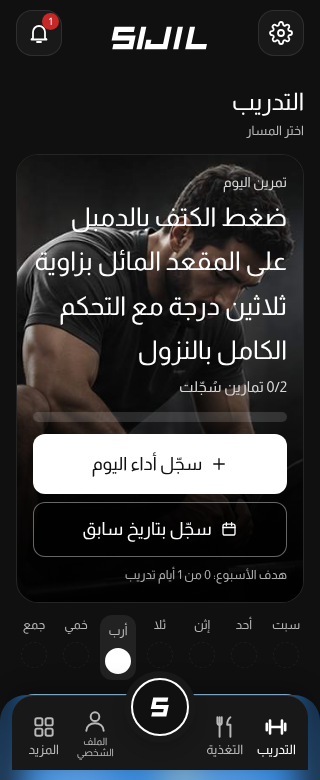 1
SIJIL
التدريب
اختر المسار
تمرين اليوم
ضغط الكتف بالدمبل
على المقعد المائل بزاوية
ثلاثين درجة مع التحكم
الكامل بالنزول
0/2 تمارين سُجّلت
سجّل أداء اليوم
سجّل بتاريخ سابق
هدف الأسبوع: 0 من 1 أيام تدريب
سبت أحد إثن ثلا أرب خمي جمع
S
التدريب التغذية الملف الشخصي المزيد